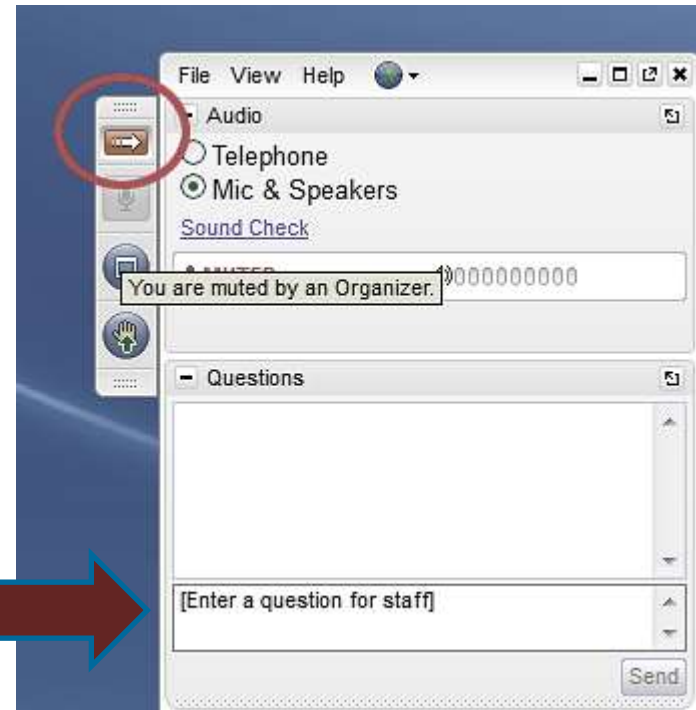 File View Help
Audio
Telephone
Mic & Speakers
Sound Check
You are muted by an Organizer.
000000000
Questions
[Enter a question for staff]
Send